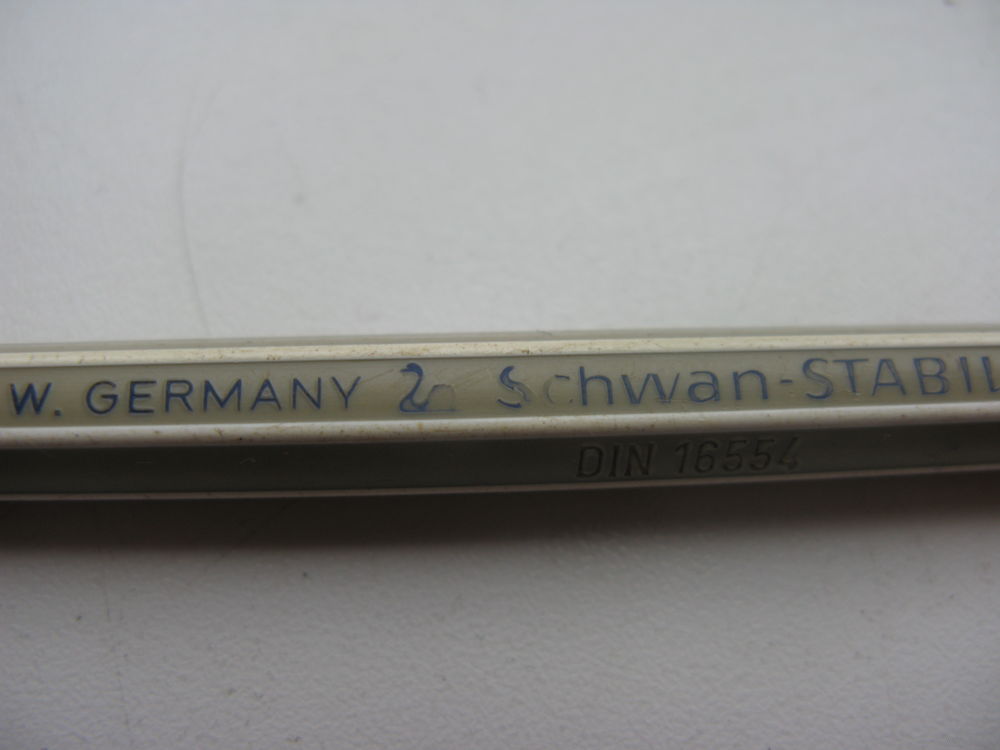 W. GERMANY Schwan-STABIL
DIN 16554